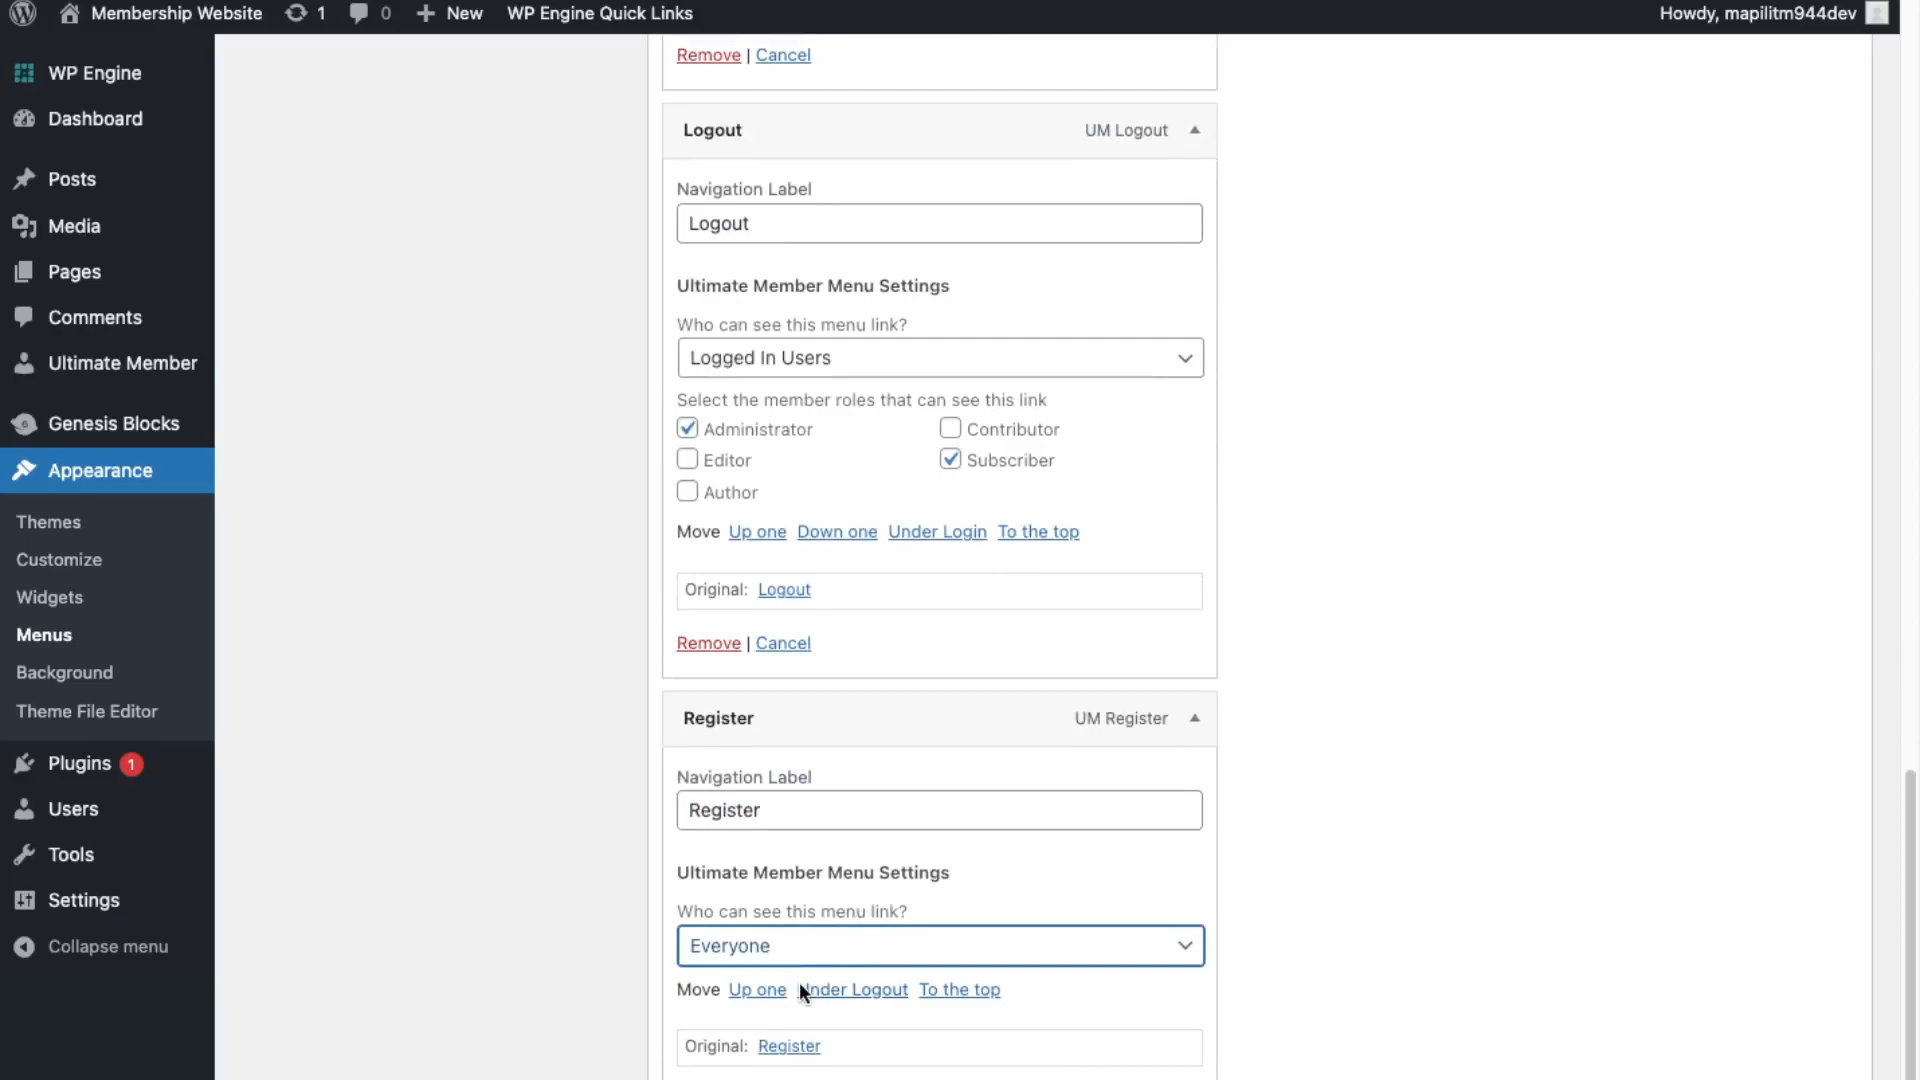 Membership Website 1 0 New WP Engine Quick Links Howdy, mapilitm944dev
WP Engine
Dashboard
Posts
Media
Pages
Comments
Ultimate Member
Genesis Blocks
Appearance
Themes
Customize
Widgets
Menus
Background
Theme File Editor
Plugins 1
Users
Tools
Settings
Collapse menu
Remove | Cancel
Logout UM Logout
Navigation Label
Logout
Ultimate Member Menu Settings
Who can see this menu link?
Logged In Users
Select the member roles that can see this link
Administrator Contributor
Editor Subscriber
Author
Move Up one Down one Under Login To the top
Original: Logout
Remove | Cancel
Register UM Register
Navigation Label
Register
Ultimate Member Menu Settings
Who can see this menu link?
Everyone
Move Up one Under Logout To the top
Original: Register